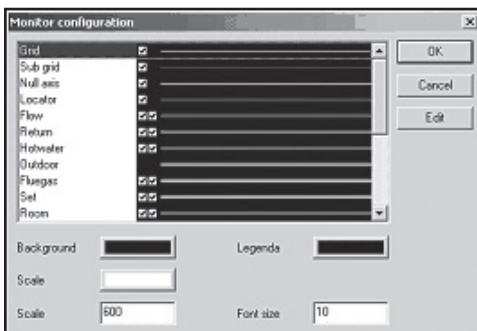 Monitor configuration
Grid
Sub grid
Null axis
Locator
Flow
Return
Hotwater
Outdoor
Fluegas
Set
Room
OK
Cancel
Edit
Background
Legenda
Scale
Scale 600
Font size 10